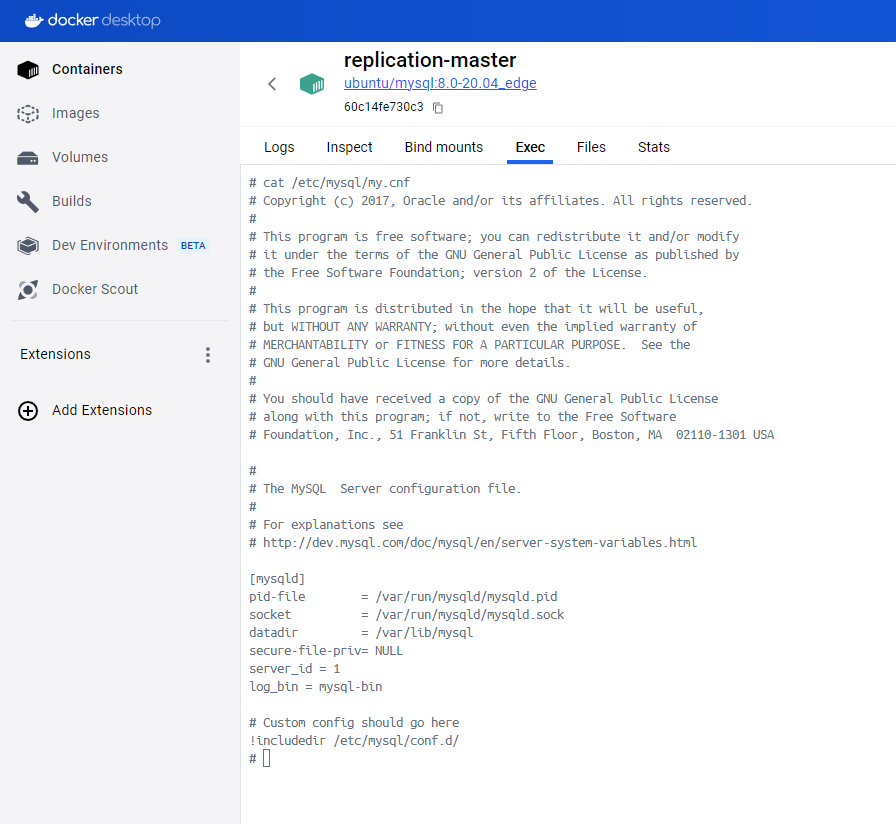 docker desktop
Containers
Images
Volumes
Builds
Dev Environments BETA
Docker Scout
Extensions
Add Extensions
replication-master
ubuntu/mysql:8.0-20.04_edge
60c14fe730c3
Logs Inspect Bind mounts Exec Files Stats
# cat /etc/mysql/my.cnf
# Copyright (c) 2017, Oracle and/or its affiliates. All rights reserved.
#
# This program is free software; you can redistribute it and/or modify
# it under the terms of the GNU General Public License as published by
# the Free Software Foundation; version 2 of the License.
#
# This program is distributed in the hope that it will be useful,
# but WITHOUT ANY WARRANTY; without even the implied warranty of
# MERCHANTABILITY or FITNESS FOR A PARTICULAR PURPOSE.  See the
# GNU General Public License for more details.
#
# You should have received a copy of the GNU General Public License
# along with this program; if not, write to the Free Software
# Foundation, Inc., 51 Franklin St, Fifth Floor, Boston, MA  02110-1301 USA
#
# The MySQL  Server configuration file.
#
# For explanations see
# http://dev.mysql.com/doc/mysql/en/server-system-variables.html
[mysqld]
pid-file        = /var/run/mysqld/mysqld.pid
socket          = /var/run/mysqld/mysqld.sock
datadir         = /var/lib/mysql
secure-file-priv= NULL
server_id = 1
log_bin = mysql-bin
# Custom config should go here
!includedir /etc/mysql/conf.d/
#